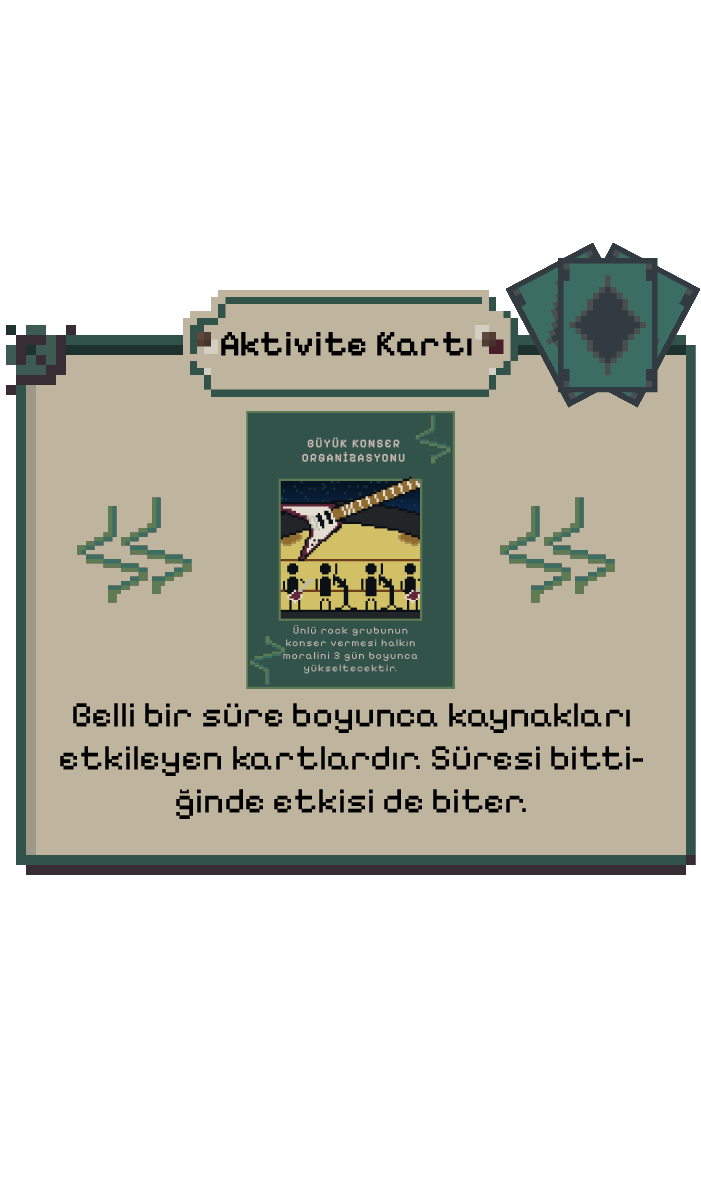 Aktivite Kartı
BÜYÜK KONSER
ORGANİZASYONU
Ünlü rock grubunun
konser vermesi halkın
moralini 3 gün boyunca
yükseltecektir.
Belli bir süre boyunca kaynakları
etkileyen kartlardır. Süresi bitti-
ğinde etkisi de biter.